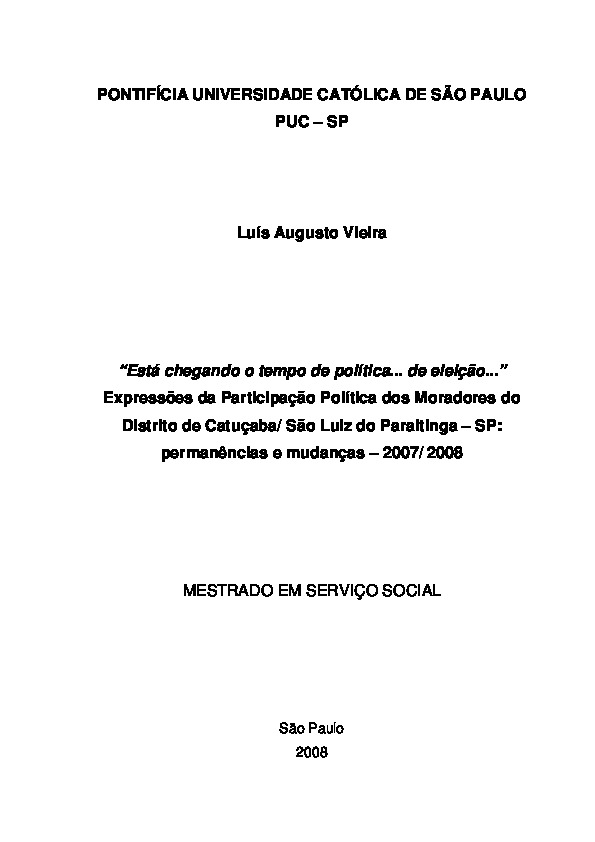 PONTIFÍCIA UNIVERSIDADE CATÓLICA DE SÃO PAULO
PUC – SP
Luís Augusto Vieira
“Está chegando o tempo de política... de eleição...”
Expressões da Participação Política dos Moradores do
Distrito de Catuçaba/ São Luiz do Paraitinga – SP:
permanências e mudanças – 2007/ 2008
MESTRADO EM SERVIÇO SOCIAL
São Paulo
2008